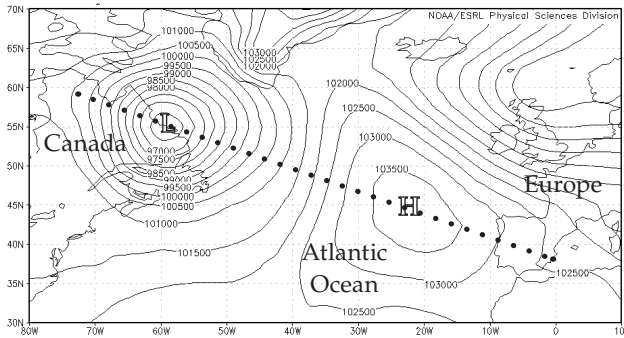 70N
NOAA/ESRL Physical Sciences Division
65N
60N
55N
50N
45N
40N
35N
30N
101000
100500
100000
99500
99000
98500
98000
103000
102500
102000
102000
102500
103000
103500
L
Canada
97000
97500
98500
99000
99500
100000
100500
101000
101500
H
Europe
Atlantic
Ocean
103000
102500
102500
80W 70W 60W 50W 40W 30W 20W 10W 0 10E